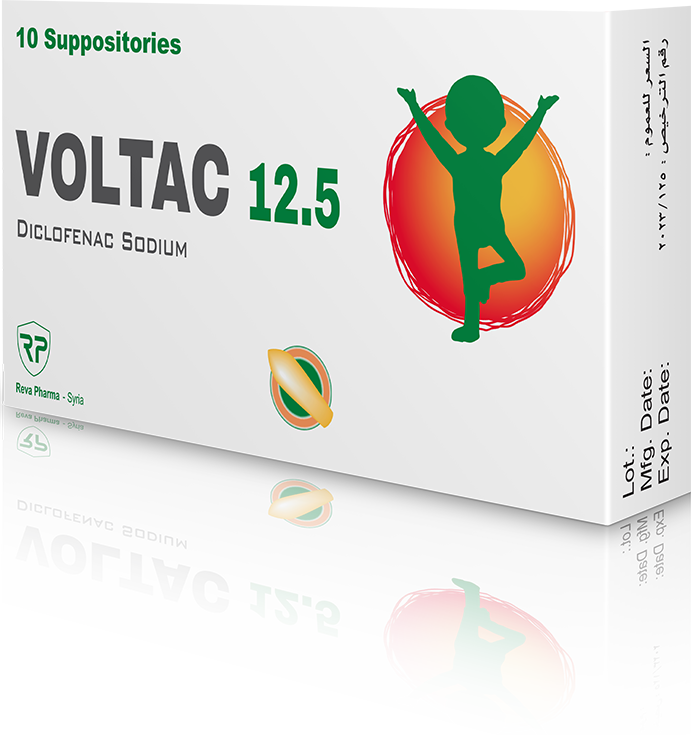 10 Suppositories
VOLTAC 12.5
DICLOFENAC SODIUM
RP
Reva Pharma - Syria
السعر للعموم :
رقم الترخيص : ٢٠٢٣/١٢٥
Lot.:
Mfg. Date:
Exp. Date: